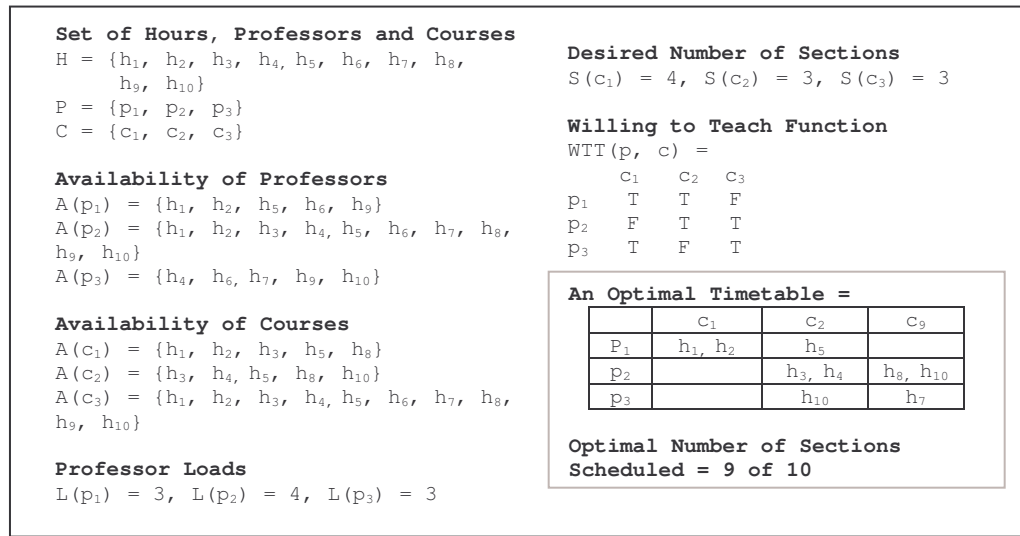 Set of Hours, Professors and Courses
H = {h₁, h₂, h₃, h₄, h₅, h₆, h₇, h₈,
h₉, h₁₀}
P = {p₁, p₂, p₃}
C = {c₁, c₂, c₃}
Availability of Professors
A(p₁) = {h₁, h₂, h₅, h₆, h₉}
A(p₂) = {h₁, h₂, h₃, h₄, h₅, h₆, h₇, h₈,
h₉, h₁₀}
A(p₃) = {h₄, h₆, h₇, h₉, h₁₀}
Availability of Courses
A(c₁) = {h₁, h₂, h₃, h₅, h₈}
A(c₂) = {h₃, h₄, h₅, h₈, h₁₀}
A(c₃) = {h₁, h₂, h₃, h₄, h₅, h₆, h₇, h₈,
h₉, h₁₀}
Professor Loads
L(p₁) = 3, L(p₂) = 4, L(p₃) = 3
Desired Number of Sections
S(c₁) = 4, S(c₂) = 3, S(c₃) = 3
Willing to Teach Function
WTT(p, c) =
c₁ c₂ c₃
p₁ T T F
p₂ F T T
p₃ T F T
An Optimal Timetable =
c₁ c₂ c₉
P₁ h₁, h₂ h₅
p₂ h₃, h₄ h₈, h₁₀
p₃ h₁₀ h₇
Optimal Number of Sections
Scheduled = 9 of 10